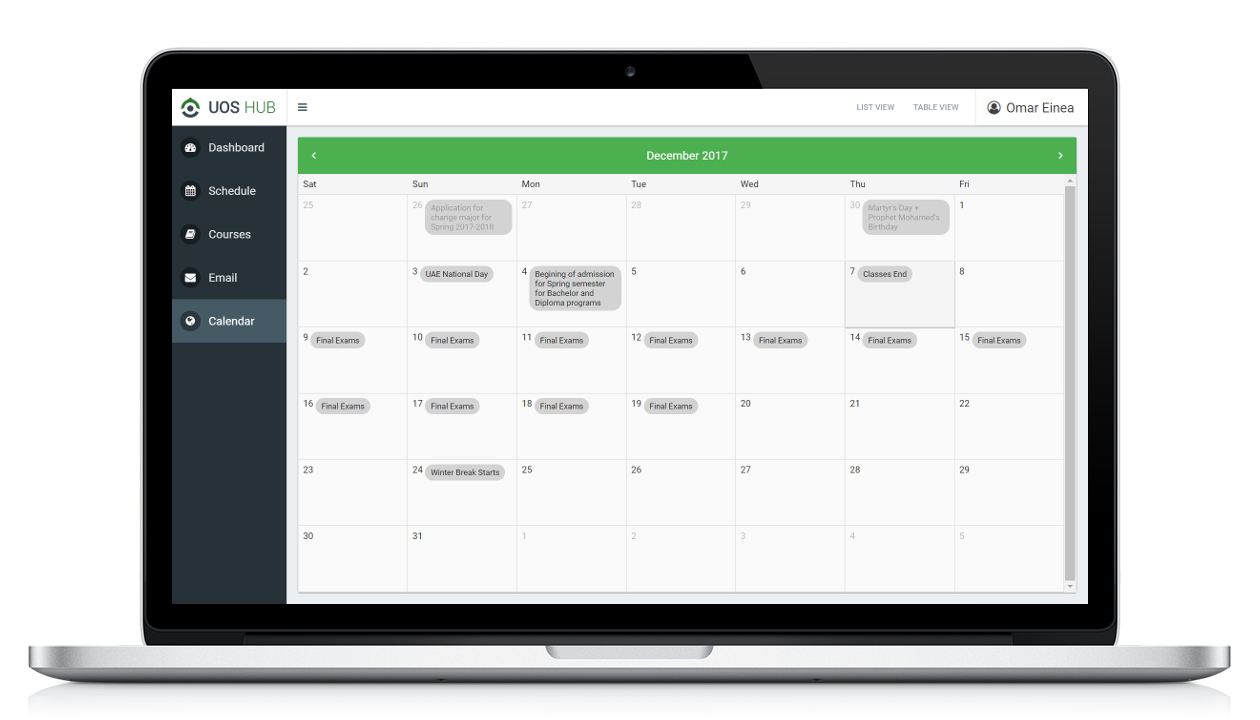 UOS HUB
LIST VIEW TABLE VIEW Omar Einea
Dashboard
Schedule
Courses
Email
Calendar
December 2017
Sat Sun Mon Tue Wed Thu Fri
25
26 Application for
change major for
Spring 2017-2018
27
28
29
30 Martyr's Day +
Prophet Mohamed's
Birthday
1
2
3 UAE National Day
4 Begining of admission
for Spring semester
for Bachelor and
Diploma programs
5
6
7 Classes End
8
9 Final Exams
10 Final Exams
11 Final Exams
12 Final Exams
13 Final Exams
14 Final Exams
15 Final Exams
16 Final Exams
17 Final Exams
18 Final Exams
19 Final Exams
20
21
22
23
24 Winter Break Starts
25
26
27
28
29
30
31
1
2
3
4
5